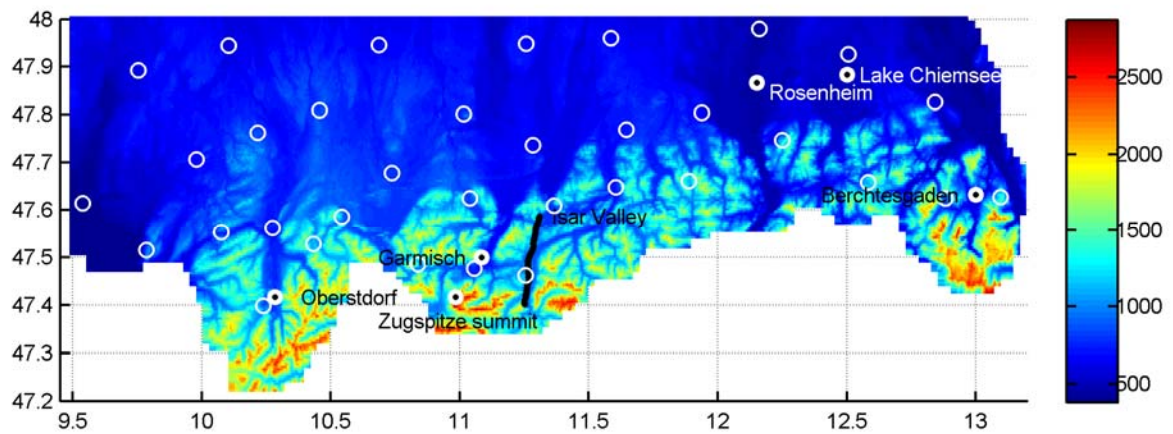 48
47.9
47.8
47.7
47.6
47.5
47.4
47.3
47.2
9.5 10 10.5 11 11.5 12 12.5 13
Lake Chiemsee
Rosenheim
Berchtesgaden
Isar Valley
Garmisch
Oberstdorf
Zugspitze summit
2500
2000
1500
1000
500